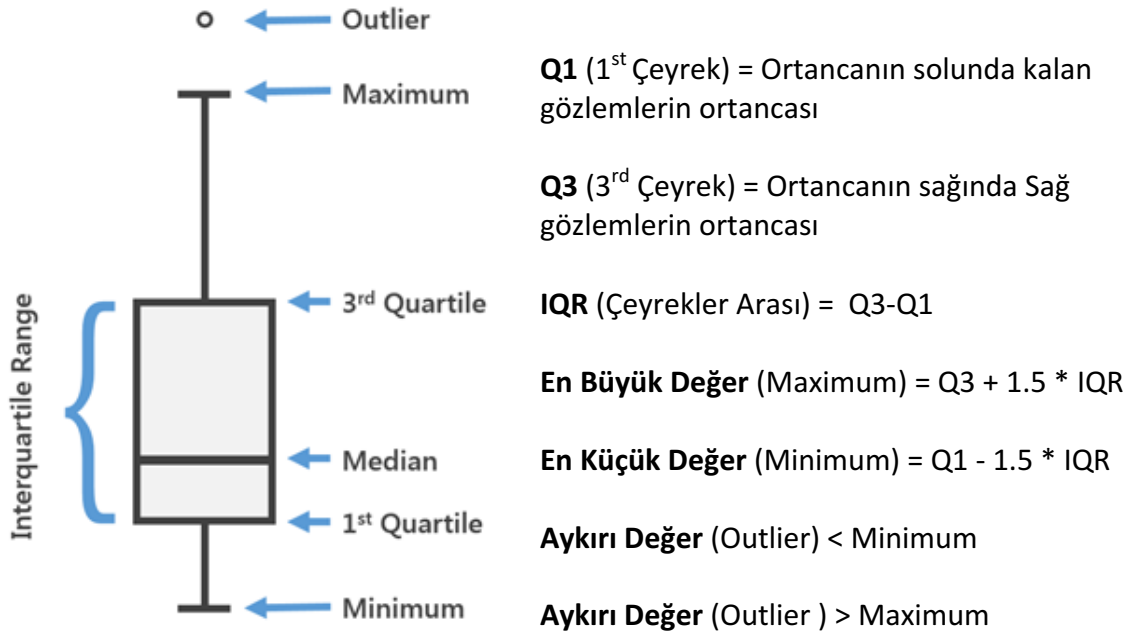 Outlier
Maximum
3rd Quartile
Interquartile Range
Median
1st Quartile
Minimum
Q1 (1st Çeyrek) = Ortancanın solunda kalan
gözlemlerin ortancası
Q3 (3rd Çeyrek) = Ortancanın sağında Sağ
gözlemlerin ortancası
IQR (Çeyrekler Arası) = Q3-Q1
En Büyük Değer (Maximum) = Q3 + 1.5 * IQR
En Küçük Değer (Minimum) = Q1 - 1.5 * IQR
Aykırı Değer (Outlier) < Minimum
Aykırı Değer (Outlier ) > Maximum